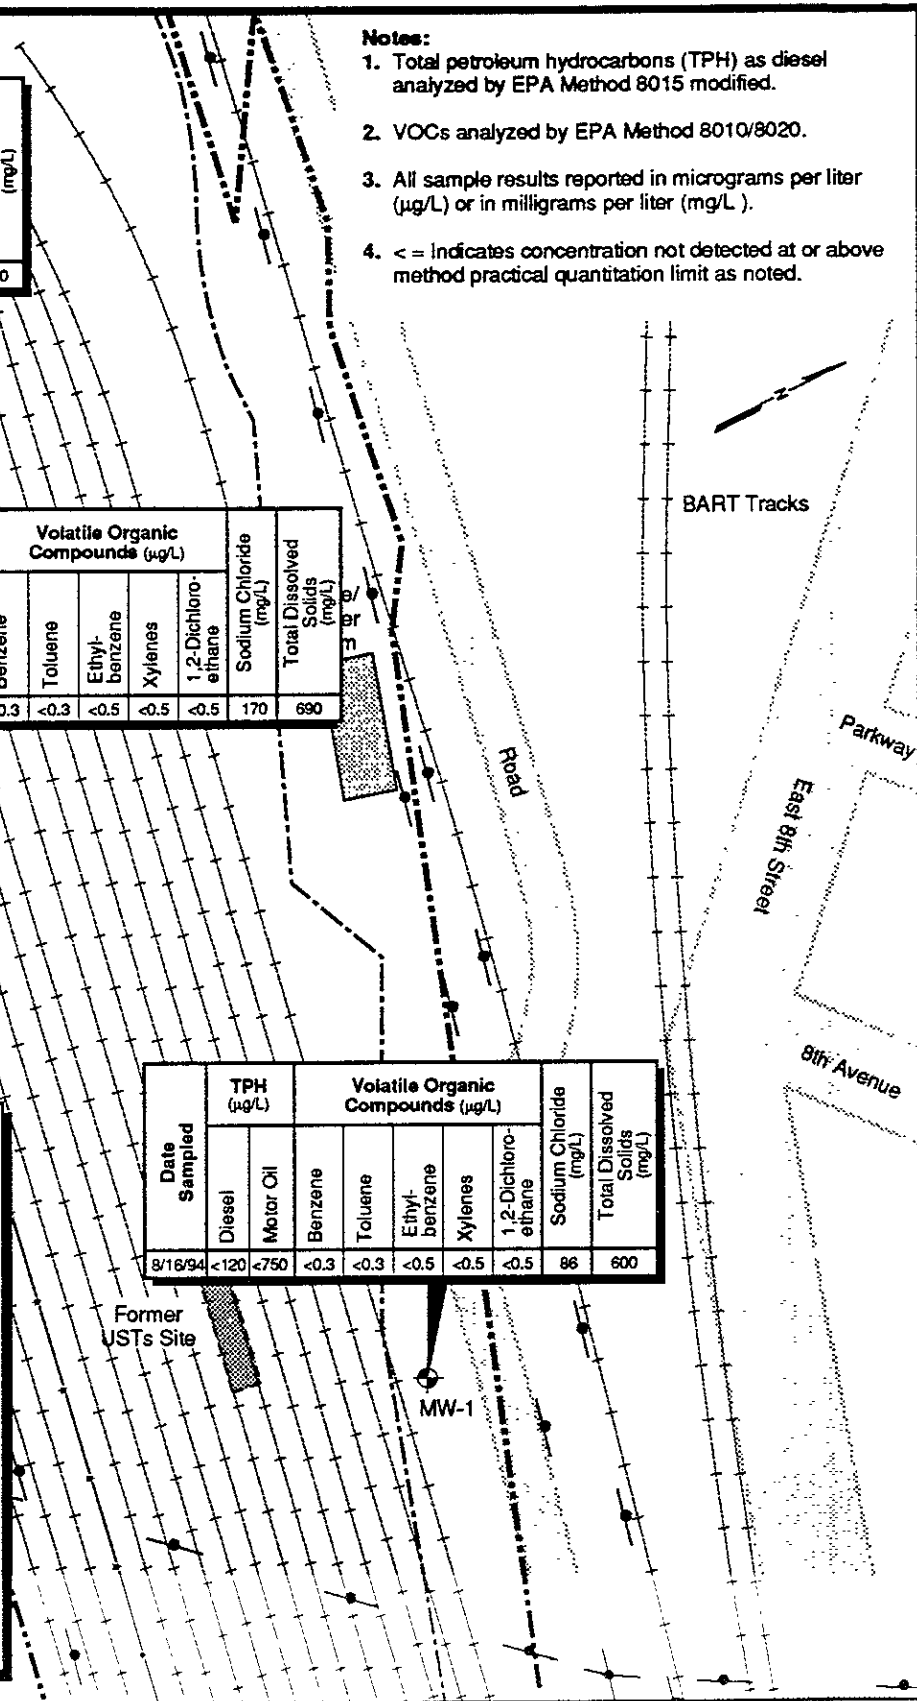 Notes:
1. Total petroleum hydrocarbons (TPH) as diesel
analyzed by EPA Method 8015 modified.
2. VOCs analyzed by EPA Method 8010/8020.
3. All sample results reported in micrograms per liter
(µg/L) or in milligrams per liter (mg/L ).
4. < = Indicates concentration not detected at or above
method practical quantitation limit as noted.
(mg/L)
0
N
BART Tracks
Volatile Organic
Compounds (µg/L)
Benzene
Toluene
Ethyl-
benzene
Xylenes
1,2-Dichloro-
ethane
Sodium Chloride
(mg/L)
Total Dissolved
Solids
(mg/L)
0.3 <0.3 <0.5 <0.5 <0.5 170 690
e/
er
m
Road
Parkway
East 8th Street
8th Avenue
Date
Sampled
TPH
(µg/L)
Volatile Organic
Compounds (µg/L)
Diesel
Motor Oil
Benzene
Toluene
Ethyl-
benzene
Xylenes
1,2-Dichloro-
ethane
Sodium Chloride
(mg/L)
Total Dissolved
Solids
(mg/L)
8/16/94 <120 <750 <0.3 <0.3 <0.5 <0.5 <0.5 86 600
Former
USTs Site
MW-1